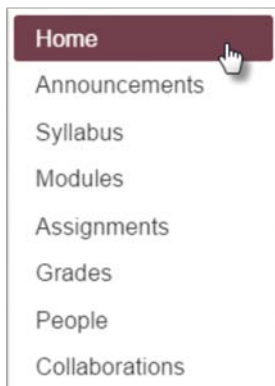 Home
Announcements
Syllabus
Modules
Assignments
Grades
People
Collaborations